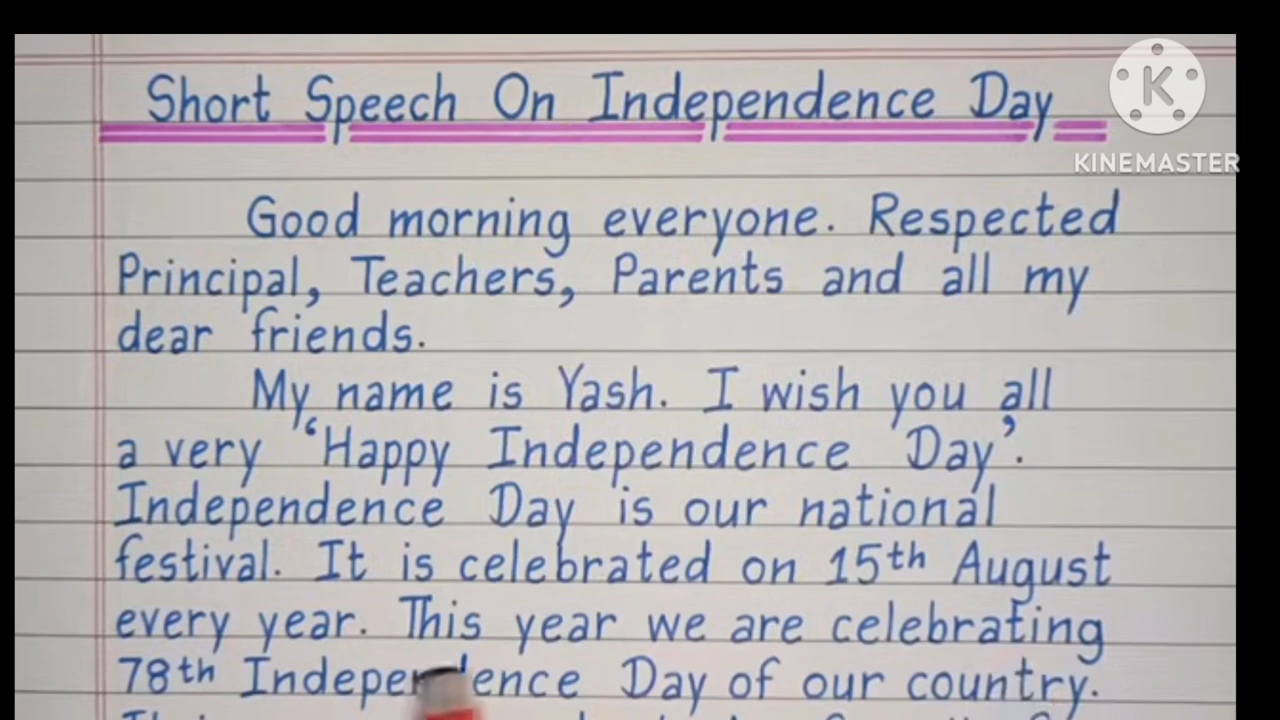 Short Speech On Independence Day
K
KINEMASTER
Good morning everyone. Respected
Principal, Teachers, Parents and all my
dear friends.
My name is Yash. I wish you all
a very 'Happy Independence Day'.
Independence Day is our national
festival. It is celebrated on 15th August
every year. This year we are celebrating
78th Independence Day of our country.